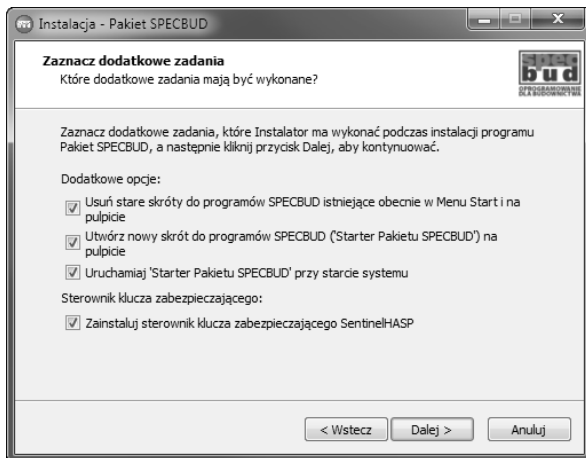 Instalacja - Pakiet SPECBUD
Zaznacz dodatkowe zadania
Które dodatkowe zadania mają być wykonane?
spec
bud
OPROGRAMOWANIE
DLA BUDOWNICTWA
Zaznacz dodatkowe zadania, które Instalator ma wykonać podczas instalacji programu
Pakiet SPECBUD, a następnie kliknij przycisk Dalej, aby kontynuować.
Dodatkowe opcje:
Usuń stare skróty do programów SPECBUD istniejące obecnie w Menu Start i na
pulpicie
Utwórz nowy skrót do programów SPECBUD ('Starter Pakietu SPECBUD') na
pulpicie
Uruchamiaj 'Starter Pakietu SPECBUD' przy starcie systemu
Sterownik klucza zabezpieczającego:
Zainstaluj sterownik klucza zabezpieczającego SentinelHASP
< Wstecz
Dalej >
Anuluj